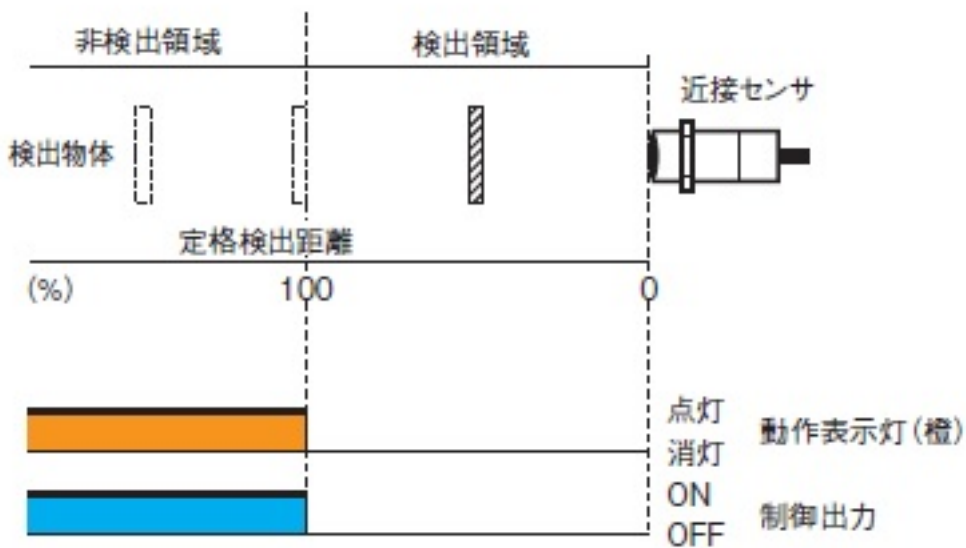 非検出領域
検出領域
近接センサ
検出物体
定格検出距離
(%)
100
0
点灯
消灯
動作表示灯(橙)
ON
OFF
制御出力